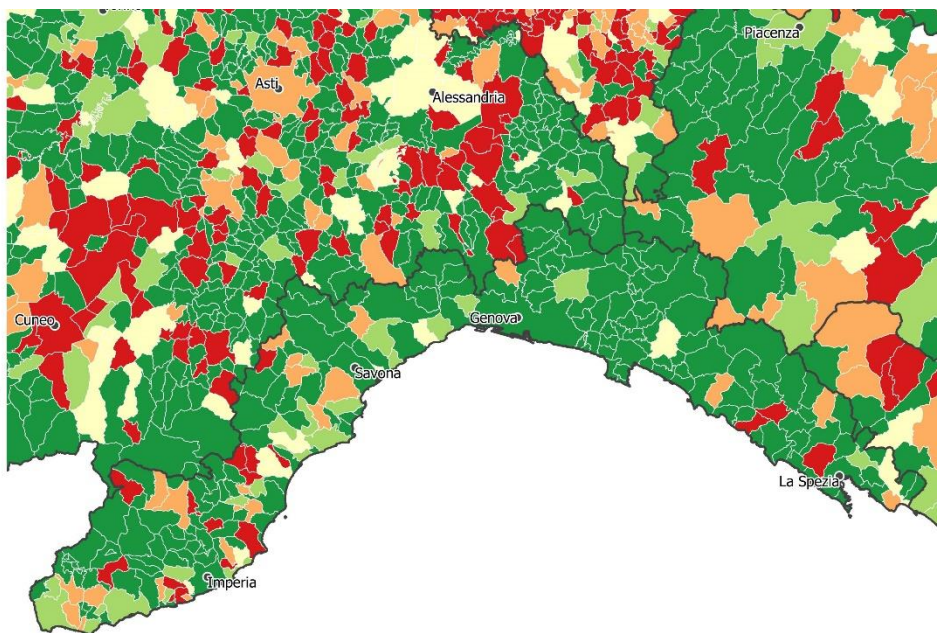 Piacenza
Asti
Alessandria
Cuneo
Genova
Savona
La Spezia
Imperia